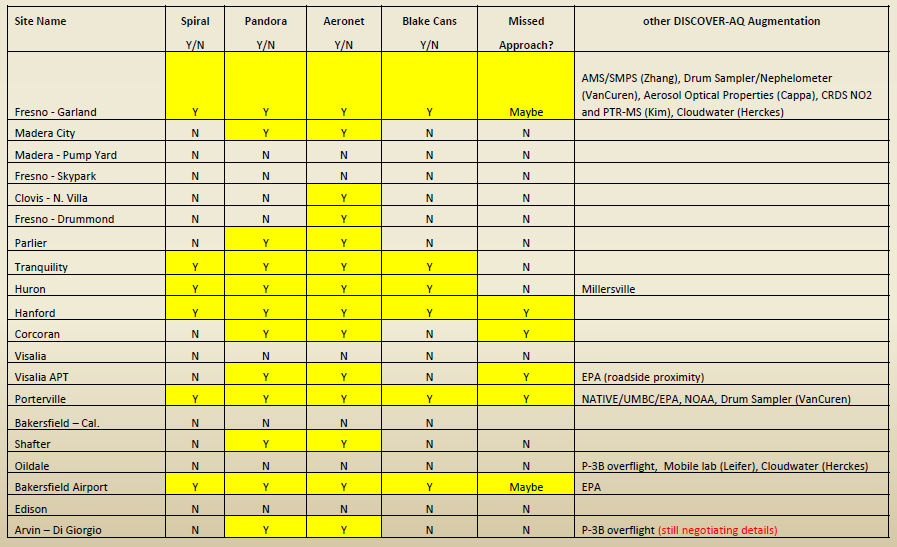 Site Name Spiral Pandora Aeronet Blake Cans Missed other DISCOVER-AQ Augmentation
Y/N Y/N Y/N Y/N Approach?
AMS/SMPS (Zhang), Drum Sampler/Nephelometer
(VanCuren), Aerosol Optical Properties (Cappa), CRDS NO2
Fresno - Garland Y Y Y Y Maybe and PTR-MS (Kim), Cloudwater (Herckes)
Madera City N Y Y N N
Madera - Pump Yard N N N N N
Fresno - Skypark N N N N N
Clovis - N. Villa N N Y N N
Fresno - Drummond N N Y N N
Parlier N Y Y N N
Tranquility Y Y Y Y N
Huron Y Y Y Y N Millersville
Hanford Y Y Y Y Y
Corcoran N Y Y N Y
Visalia N N N N N
Visalia APT N Y Y N Y EPA (roadside proximity)
Porterville Y Y Y Y Y NATIVE/UMBC/EPA, NOAA, Drum Sampler (VanCuren)
Bakersfield – Cal. N N N N
Shafter N Y Y N N
Oildale N N N N N P-3B overflight, Mobile lab (Leifer), Cloudwater (Herckes)
Bakersfield Airport Y Y Y Y Maybe EPA
Edison N N N N N
Arvin – Di Giorgio N Y Y N N P-3B overflight (still negotiating details)